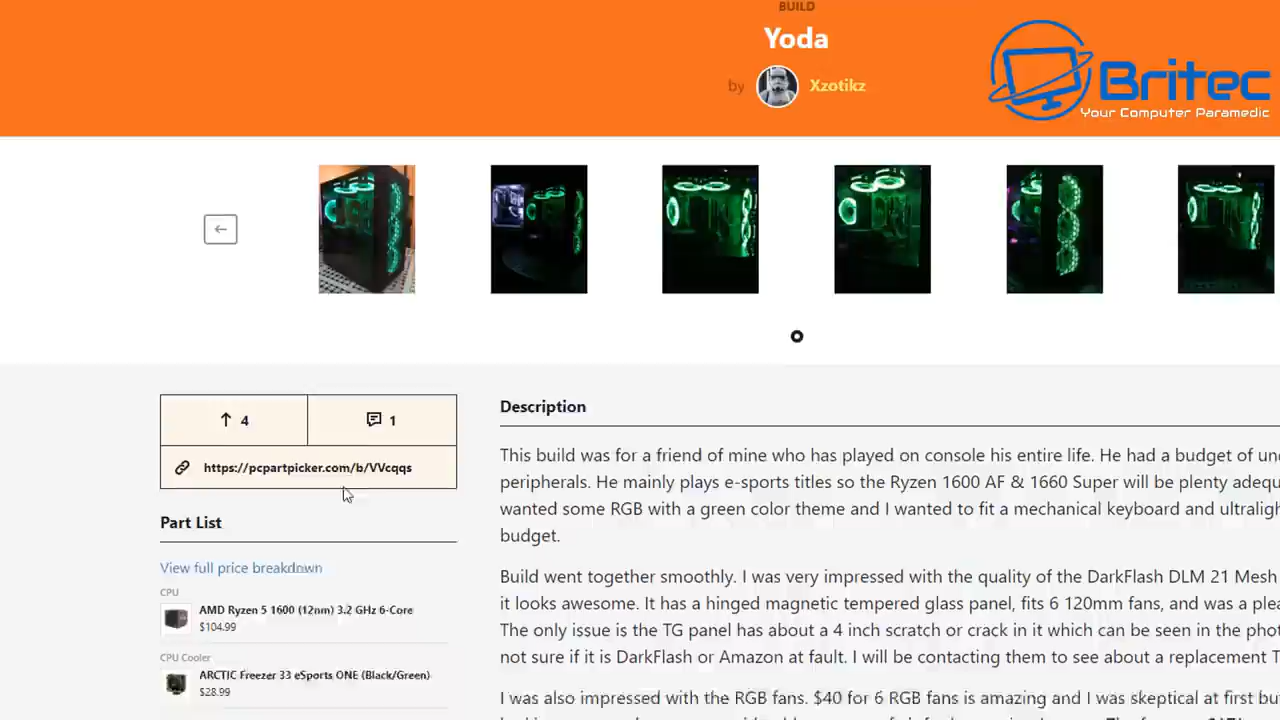 BUILD
Yoda
by Xzotikz
Britec
Your Computer Paramedic
4
1
https://pcpartpicker.com/b/VVcqqs
Part List
View full price breakdown
CPU
AMD Ryzen 5 1600 (12nm) 3.2 GHz 6-Core
$104.99
CPU Cooler
ARCTIC Freezer 33 eSports ONE (Black/Green)
$28.99
Description
This build was for a friend of mine who has played on console his entire life. He had a budget of un
peripherals. He mainly plays e-sports titles so the Ryzen 1600 AF & 1660 Super will be plenty adequ
wanted some RGB with a green color theme and I wanted to fit a mechanical keyboard and ultraligh
budget.
Build went together smoothly. I was very impressed with the quality of the DarkFlash DLM 21 Mesh
it looks awesome. It has a hinged magnetic tempered glass panel, fits 6 120mm fans, and was a plea
The only issue is the TG panel has about a 4 inch scratch or crack in it which can be seen in the phot
not sure if it is DarkFlash or Amazon at fault. I will be contacting them to see about a replacement T
I was also impressed with the RGB fans. $40 for 6 RGB fans is amazing and I was skeptical at first bu